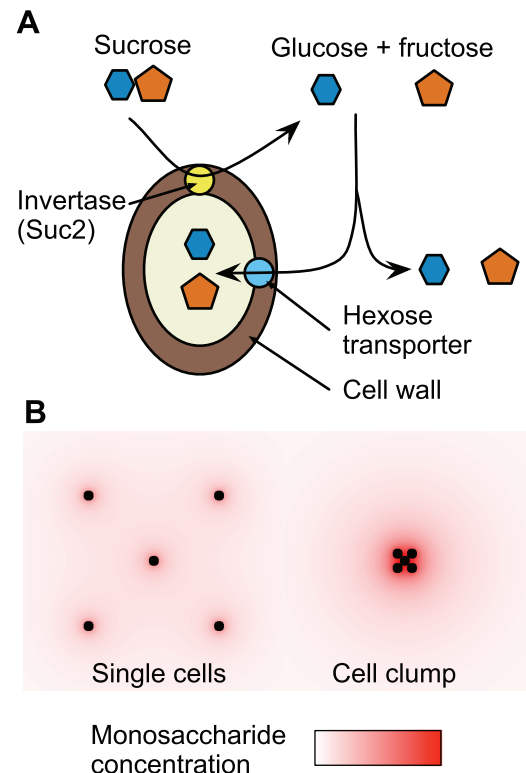 A
Sucrose
Glucose + fructose
Invertase
(Suc2)
Hexose
transporter
Cell wall
B
Single cells
Cell clump
Monosaccharide
concentration